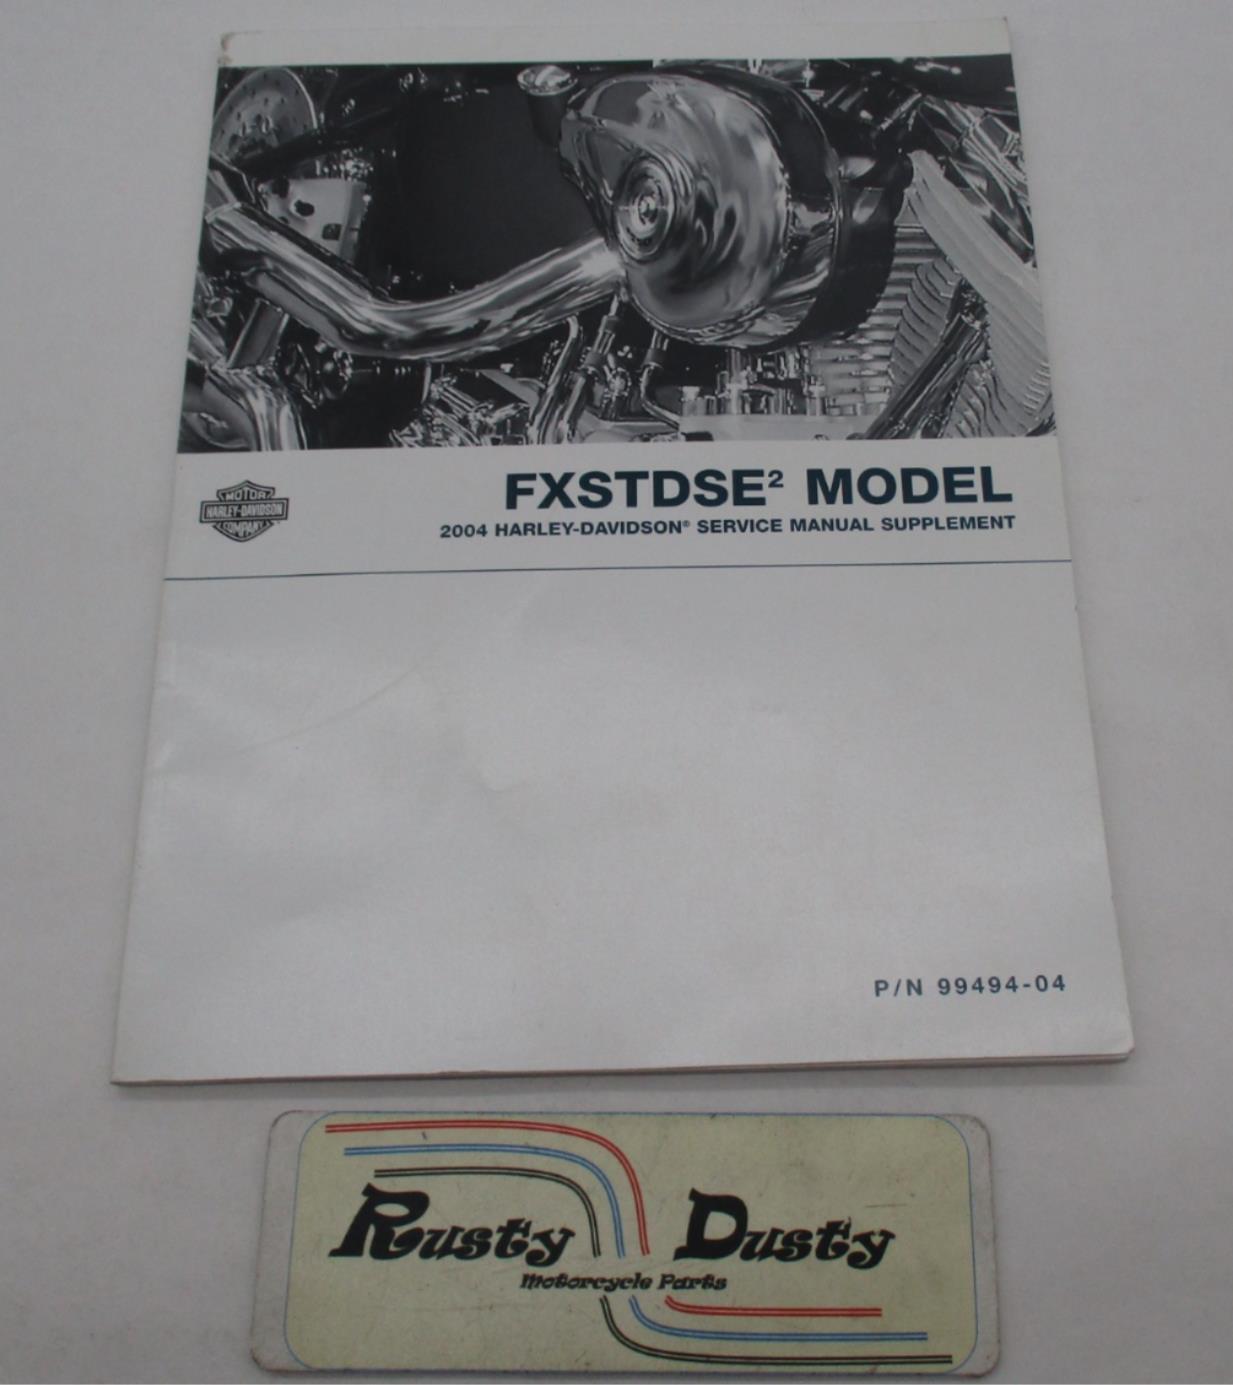 FXSTDSE² MODEL
MOTOR
HARLEY-DAVIDSON
COMPANY
2004 HARLEY-DAVIDSON® SERVICE MANUAL SUPPLEMENT
P/N 99494-04
Rusty Dusty
Motorcycle Parts